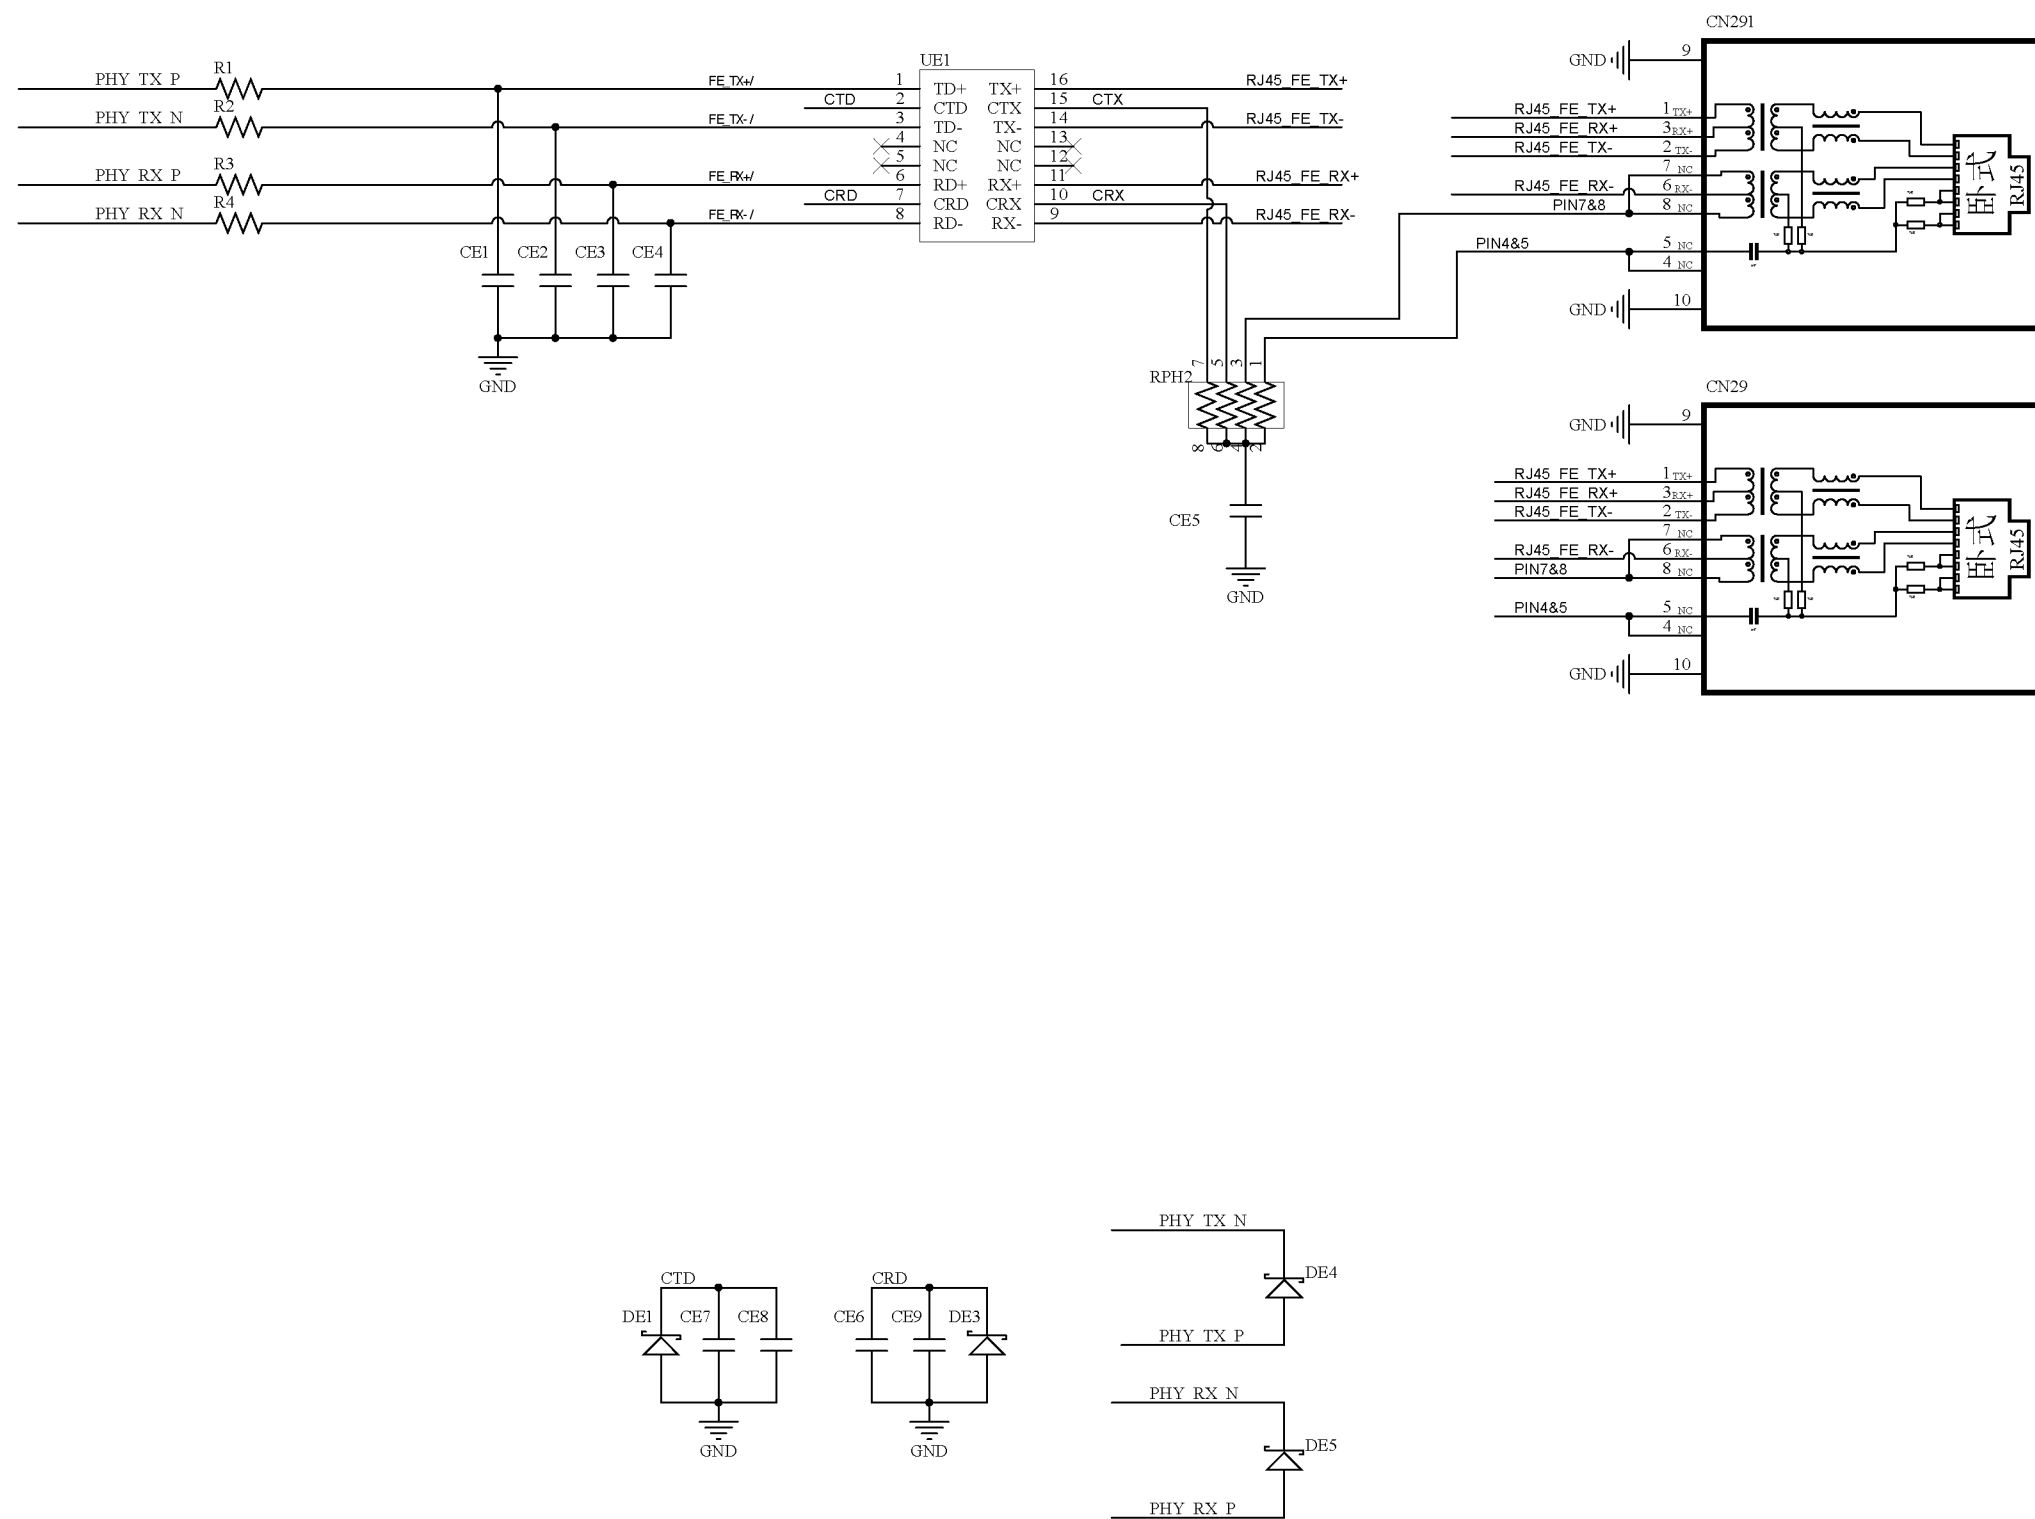 CN291
GND
9
RJ45_FE_TX+
1 TX+
RJ45_FE_RX+
3 RX+
RJ45_FE_TX-
2 TX-
7 NC
RJ45_FE_RX-
6 RX-
PIN7&8
8 NC
PIN4&5
5 NC
4 NC
GND
10
RJ45
PHY_TX_P
R1
FE_TX+/
PHY_TX_N
R2
FE_TX-/
PHY_RX_P
R3
FE_RX+/
PHY_RX_N
R4
FE_RX-/
CTD
CRD
UE1
1 TD+ TX+ 16
2 CTD CTX 15
3 TD- TX- 14
4 NC NC 13
5 NC NC 12
6 RD+ RX+ 11
7 CRD CRX 10
8 RD- RX- 9
RJ45_FE_TX+
CTX
RJ45_FE_TX-
RJ45_FE_RX+
CRX
RJ45_FE_RX-
CE1 CE2 CE3 CE4
GND
7 5 3 1
RPH2
8 6 4 2
CE5
GND
CN29
GND
9
RJ45_FE_TX+
1 TX+
RJ45_FE_RX+
3 RX+
RJ45_FE_TX-
2 TX-
7 NC
RJ45_FE_RX-
6 RX-
PIN7&8
8 NC
PIN4&5
5 NC
4 NC
GND
10
RJ45
CTD
DE1 CE7 CE8
GND
CRD
CE6 CE9 DE3
GND
PHY_TX_N
DE4
PHY_TX_P
PHY_RX_N
DE5
PHY_RX_P